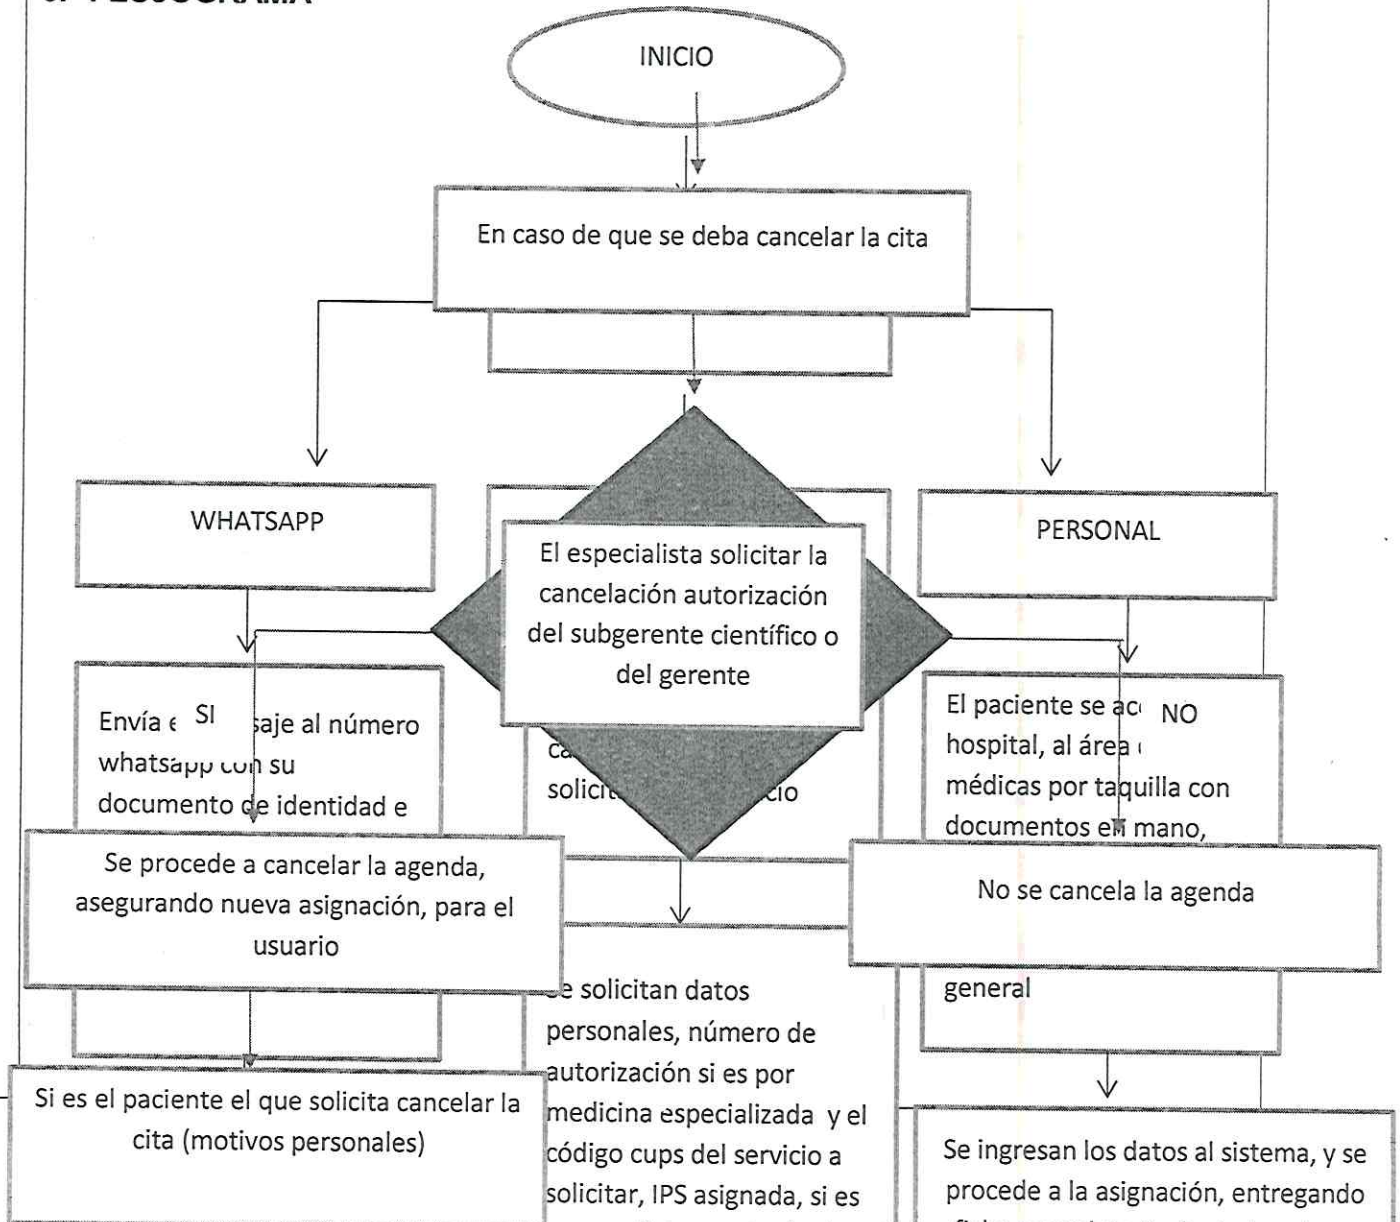 FLUJOGRAMA
INICIO
En caso de que se deba cancelar la cita
WHATSAPP
PERSONAL
El especialista solicitar la
cancelación autorización
del subgerente científico o
del gerente
SI
NO
Envía saje al número
whatsapp con su
documento de identidad e
solicit cio
El paciente se
hospital, al área
médicas por taquilla con
documentos en mano,
general
Se procede a cancelar la agenda,
asegurando nueva asignación, para el
usuario
No se cancela la agenda
Si es el paciente el que solicita cancelar la
cita (motivos personales)
se solicitan datos
personales, número de
autorización si es por
medicina especializada y el
código cups del servicio a
solicitar, IPS asignada, si es
Se ingresan los datos al sistema, y se
procede a la asignación, entregando